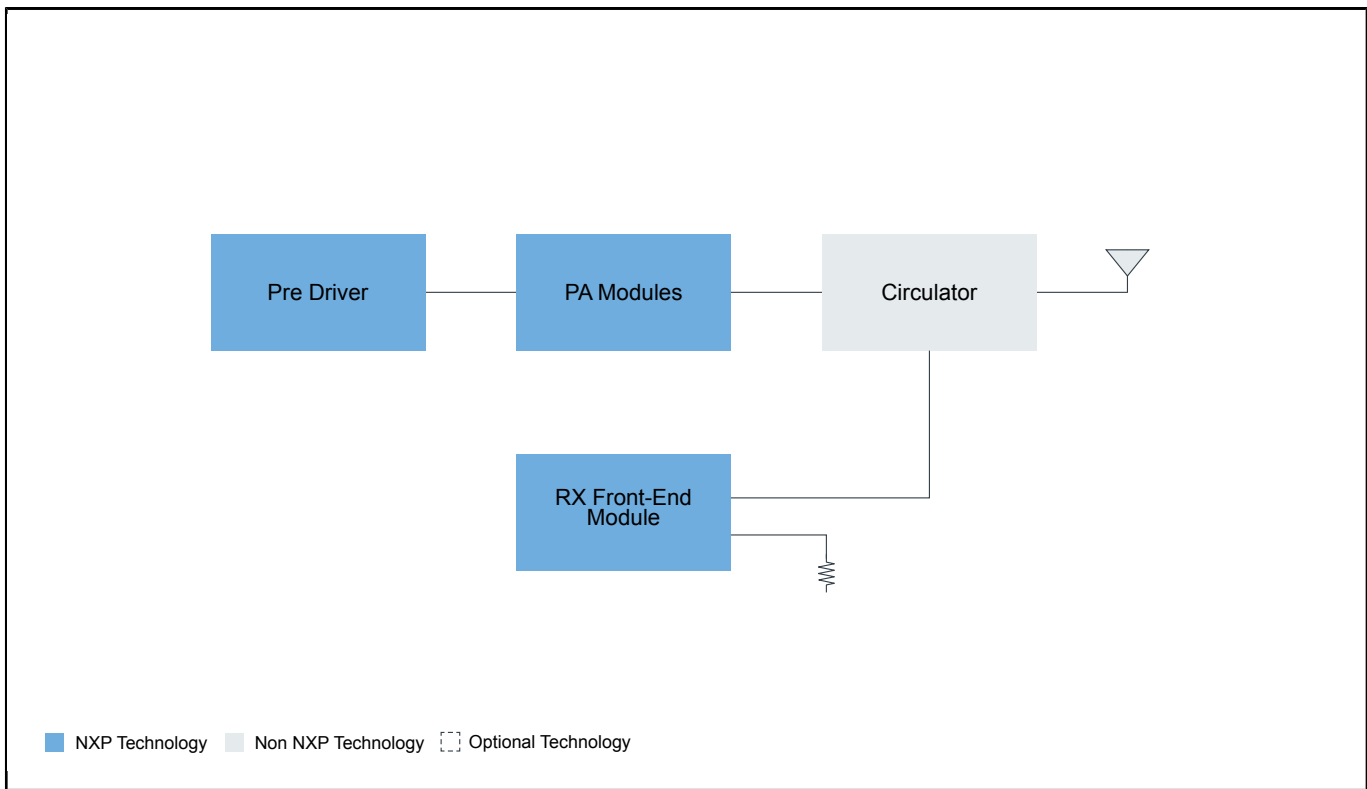 Pre Driver
PA Modules
Circulator
RX Front-End
Module
NXP Technology
Non NXP Technology
Optional Technology